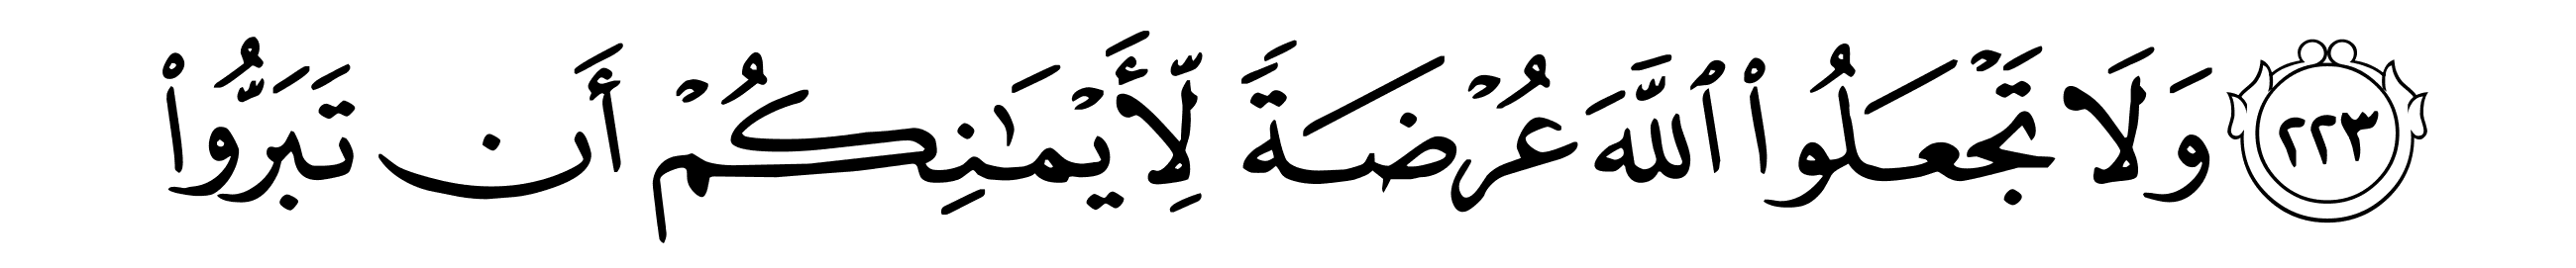 ٢٢٣ وَلَا تَجْعَلُوا۟ ٱللَّهَ عُرْضَةً لِّأَيْمَـٰنِكُمْ أَن تَبَرُّوا۟